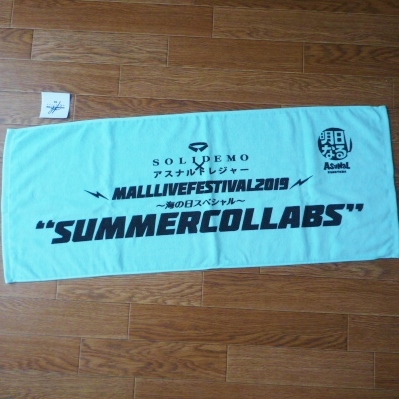 SOLIDEMO
×
アスナルトレジャー
MALLLIVEFESTIVAL2019
～海の日スペシャル～
“SUMMERCOLLABS”
明日
なる!
ASUNAL